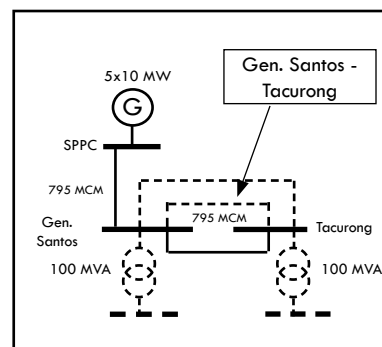 5x10 MW
G
Gen. Santos -
Tacurong
SPPC
795 MCM
Gen.
Santos
795 MCM
Tacurong
100 MVA
100 MVA